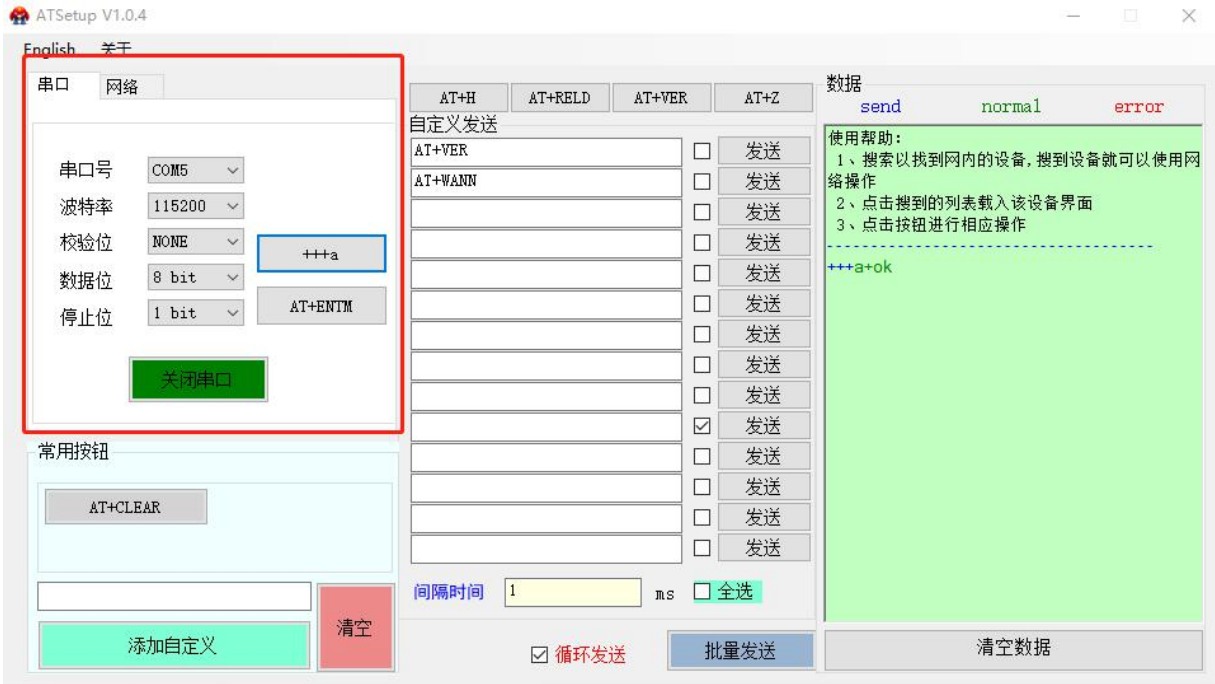 ATSetup V1.0.4
English 关于
串口 网络
串口号 COM5
波特率 115200
校验位 NONE
数据位 8 bit
停止位 1 bit
+++a
AT+ENTM
关闭串口
常用按钮
AT+CLEAR
添加自定义
清空
AT+H AT+RELD AT+VER AT+Z
自定义发送
AT+VER 发送
AT+WANN 发送
发送
发送
发送
发送
发送
发送
发送
发送
发送
发送
发送
发送
间隔时间 1 ms 全选
循环发送 批量发送
数据
send normal error
使用帮助:
1、搜索以找到网内的设备,搜到设备就可以使用网
络操作
2、点击搜到的列表载入该设备界面
3、点击按钮进行相应操作
------------------------------------
+++a+ok
清空数据